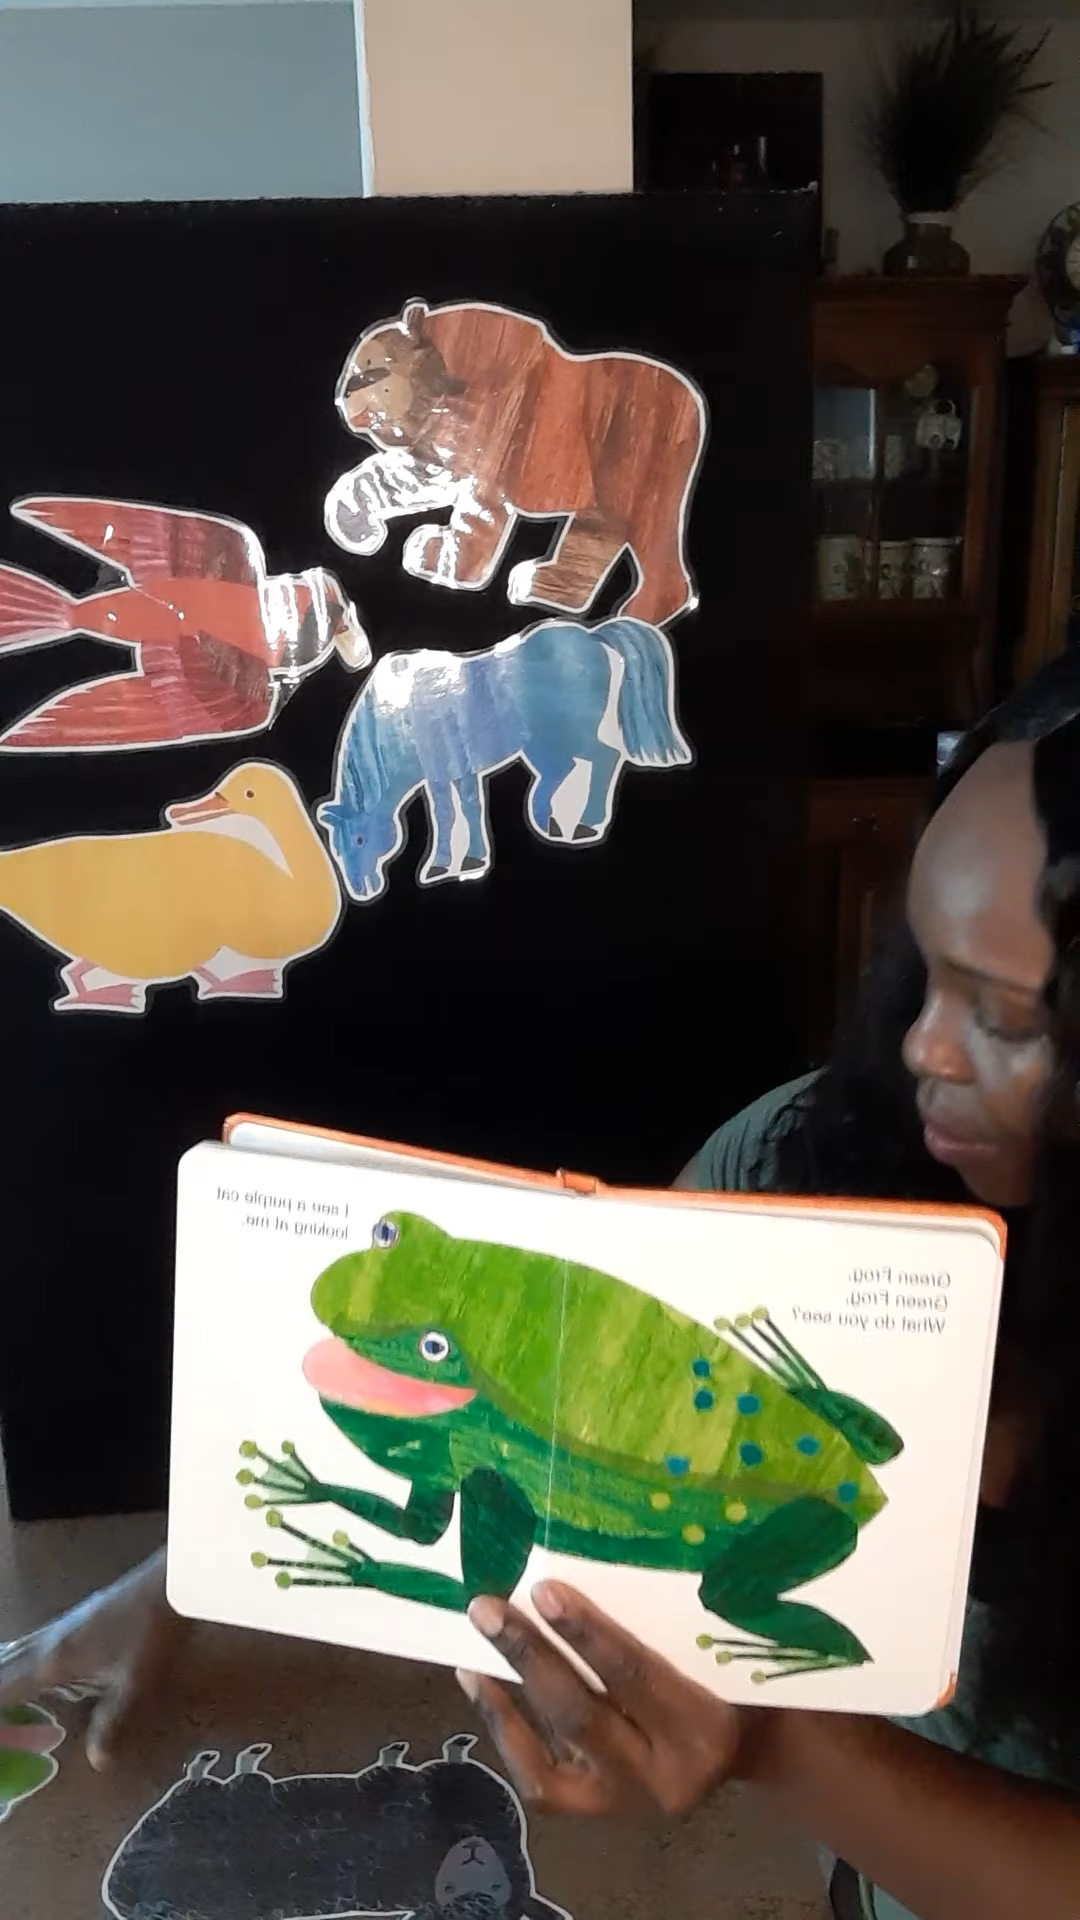 Green Frog,
Green Frog,
What do you see?
I see a purple cat
looking at me.